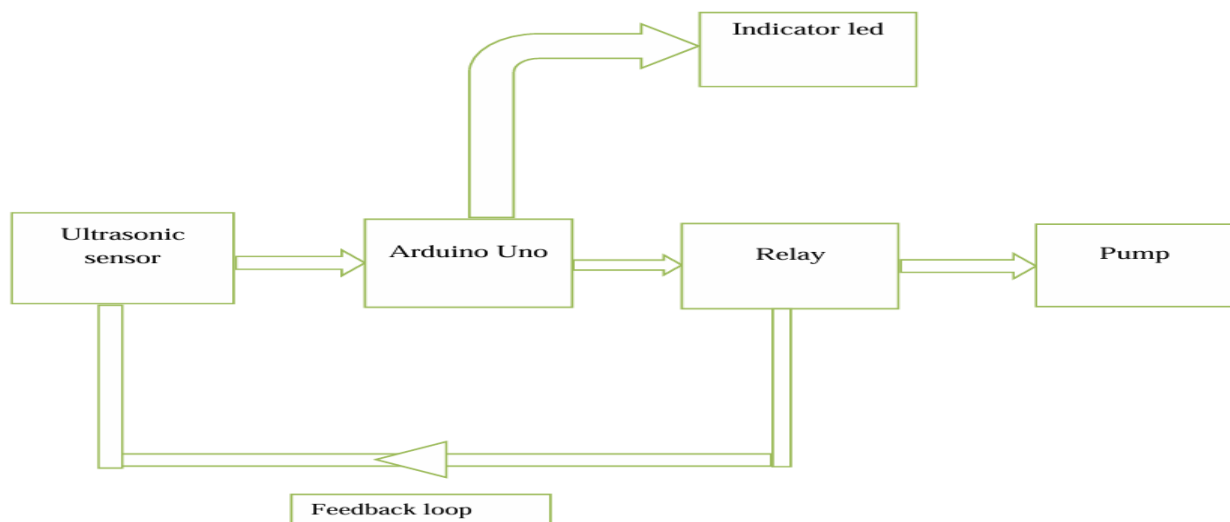 Indicator led
Ultrasonic
sensor
Arduino Uno
Relay
Pump
Feedback loop